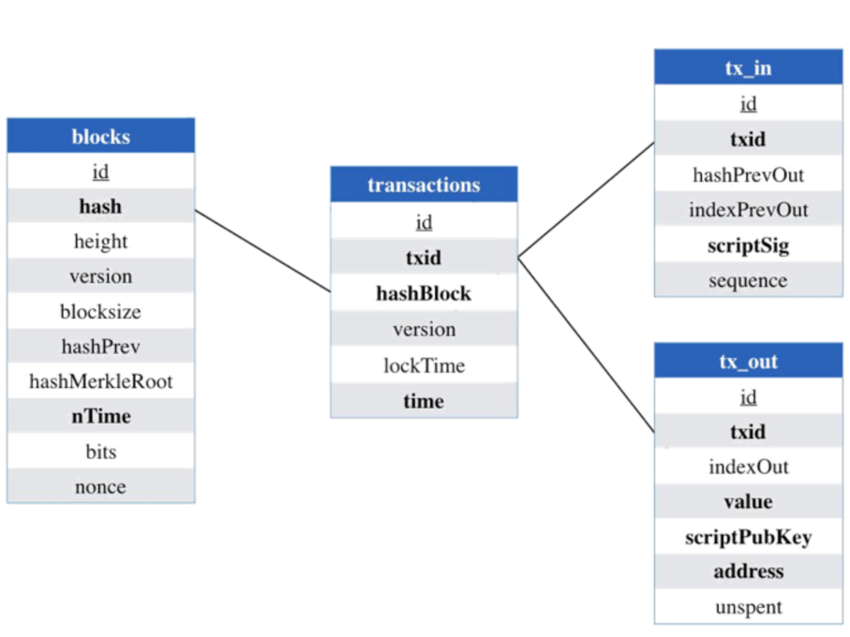 blocks
id
hash
height
version
blocksize
hashPrev
hashMerkleRoot
nTime
bits
nonce
transactions
id
txid
hashBlock
version
lockTime
time
tx_in
id
txid
hashPrevOut
indexPrevOut
scriptSig
sequence
tx_out
id
txid
indexOut
value
scriptPubKey
address
unspent